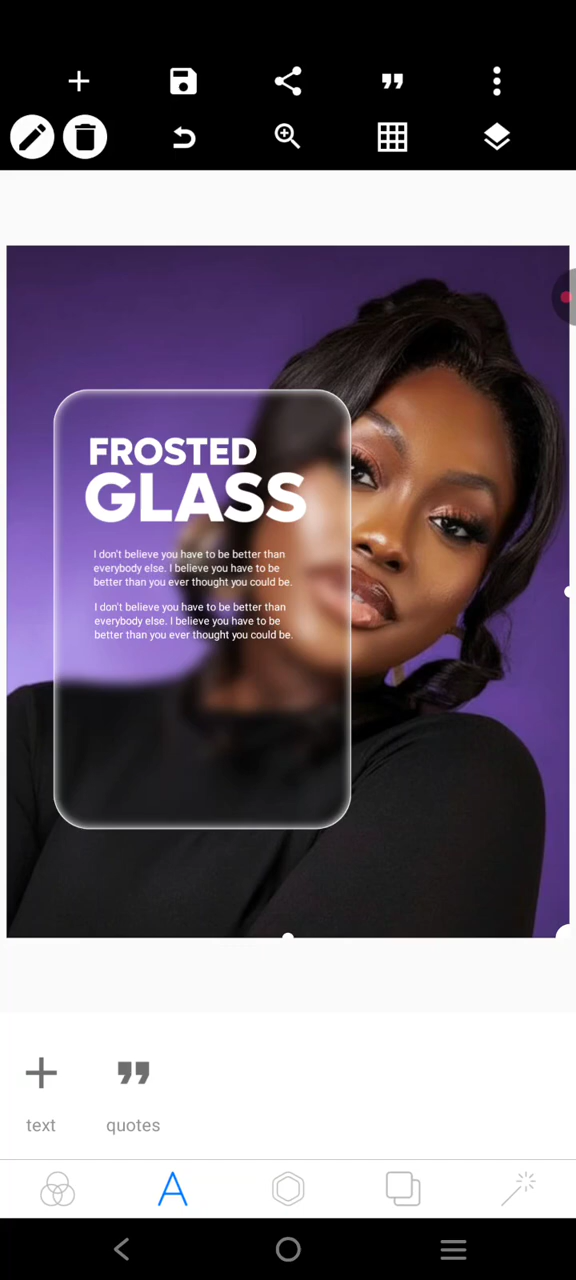 FROSTED
GLASS
I don't believe you have to be better than
everybody else. I believe you have to be
better than you ever thought you could be.
I don't believe you have to be better than
everybody else. I believe you have to be
better than you ever thought you could be.
text
quotes